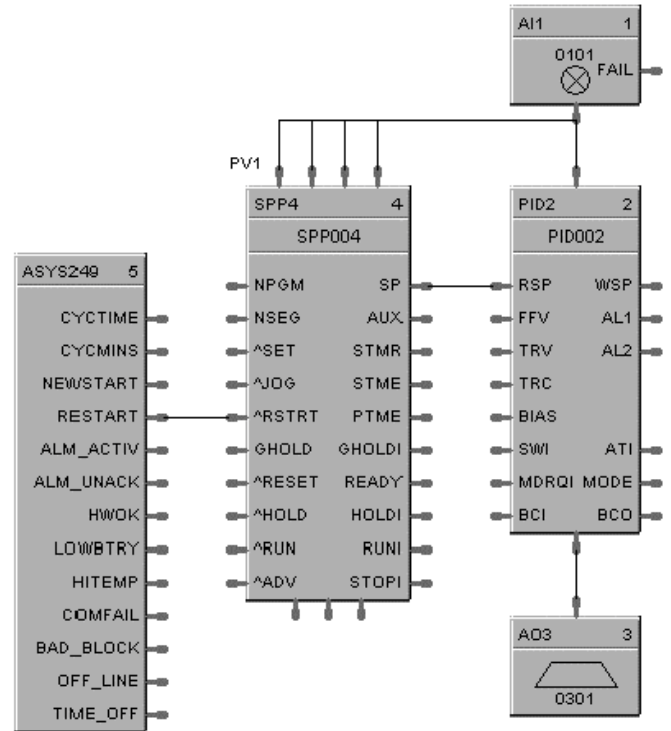 AI1 1
0101
FAIL
PV1
SPP4 4
SPP004
NPGM SP
NSEG AUX
^SET STMR
^JOG STME
^RSTRT PTME
GHOLD GHOLDI
^RESET READY
^HOLD HOLDI
^RUN RUNI
^ADV STOPI
PID2 2
PID002
RSP WSP
FFV AL1
TRV AL2
TRC
BIAS
SWI ATI
MDRQI MODE
BCI BCO
ASYS249 5
CYCTIME
CYCMINS
NEWSTART
RESTART
ALM_ACTIV
ALM_UNACK
HWOK
LOWBTRY
HITEMP
COMFAIL
BAD_BLOCK
OFF_LINE
TIME_OFF
AO3 3
0301